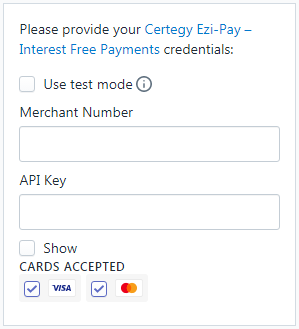 Please provide your Certegy Ezi-Pay –
Interest Free Payments credentials:
Use test mode
Merchant Number
API Key
Show
CARDS ACCEPTED
VISA